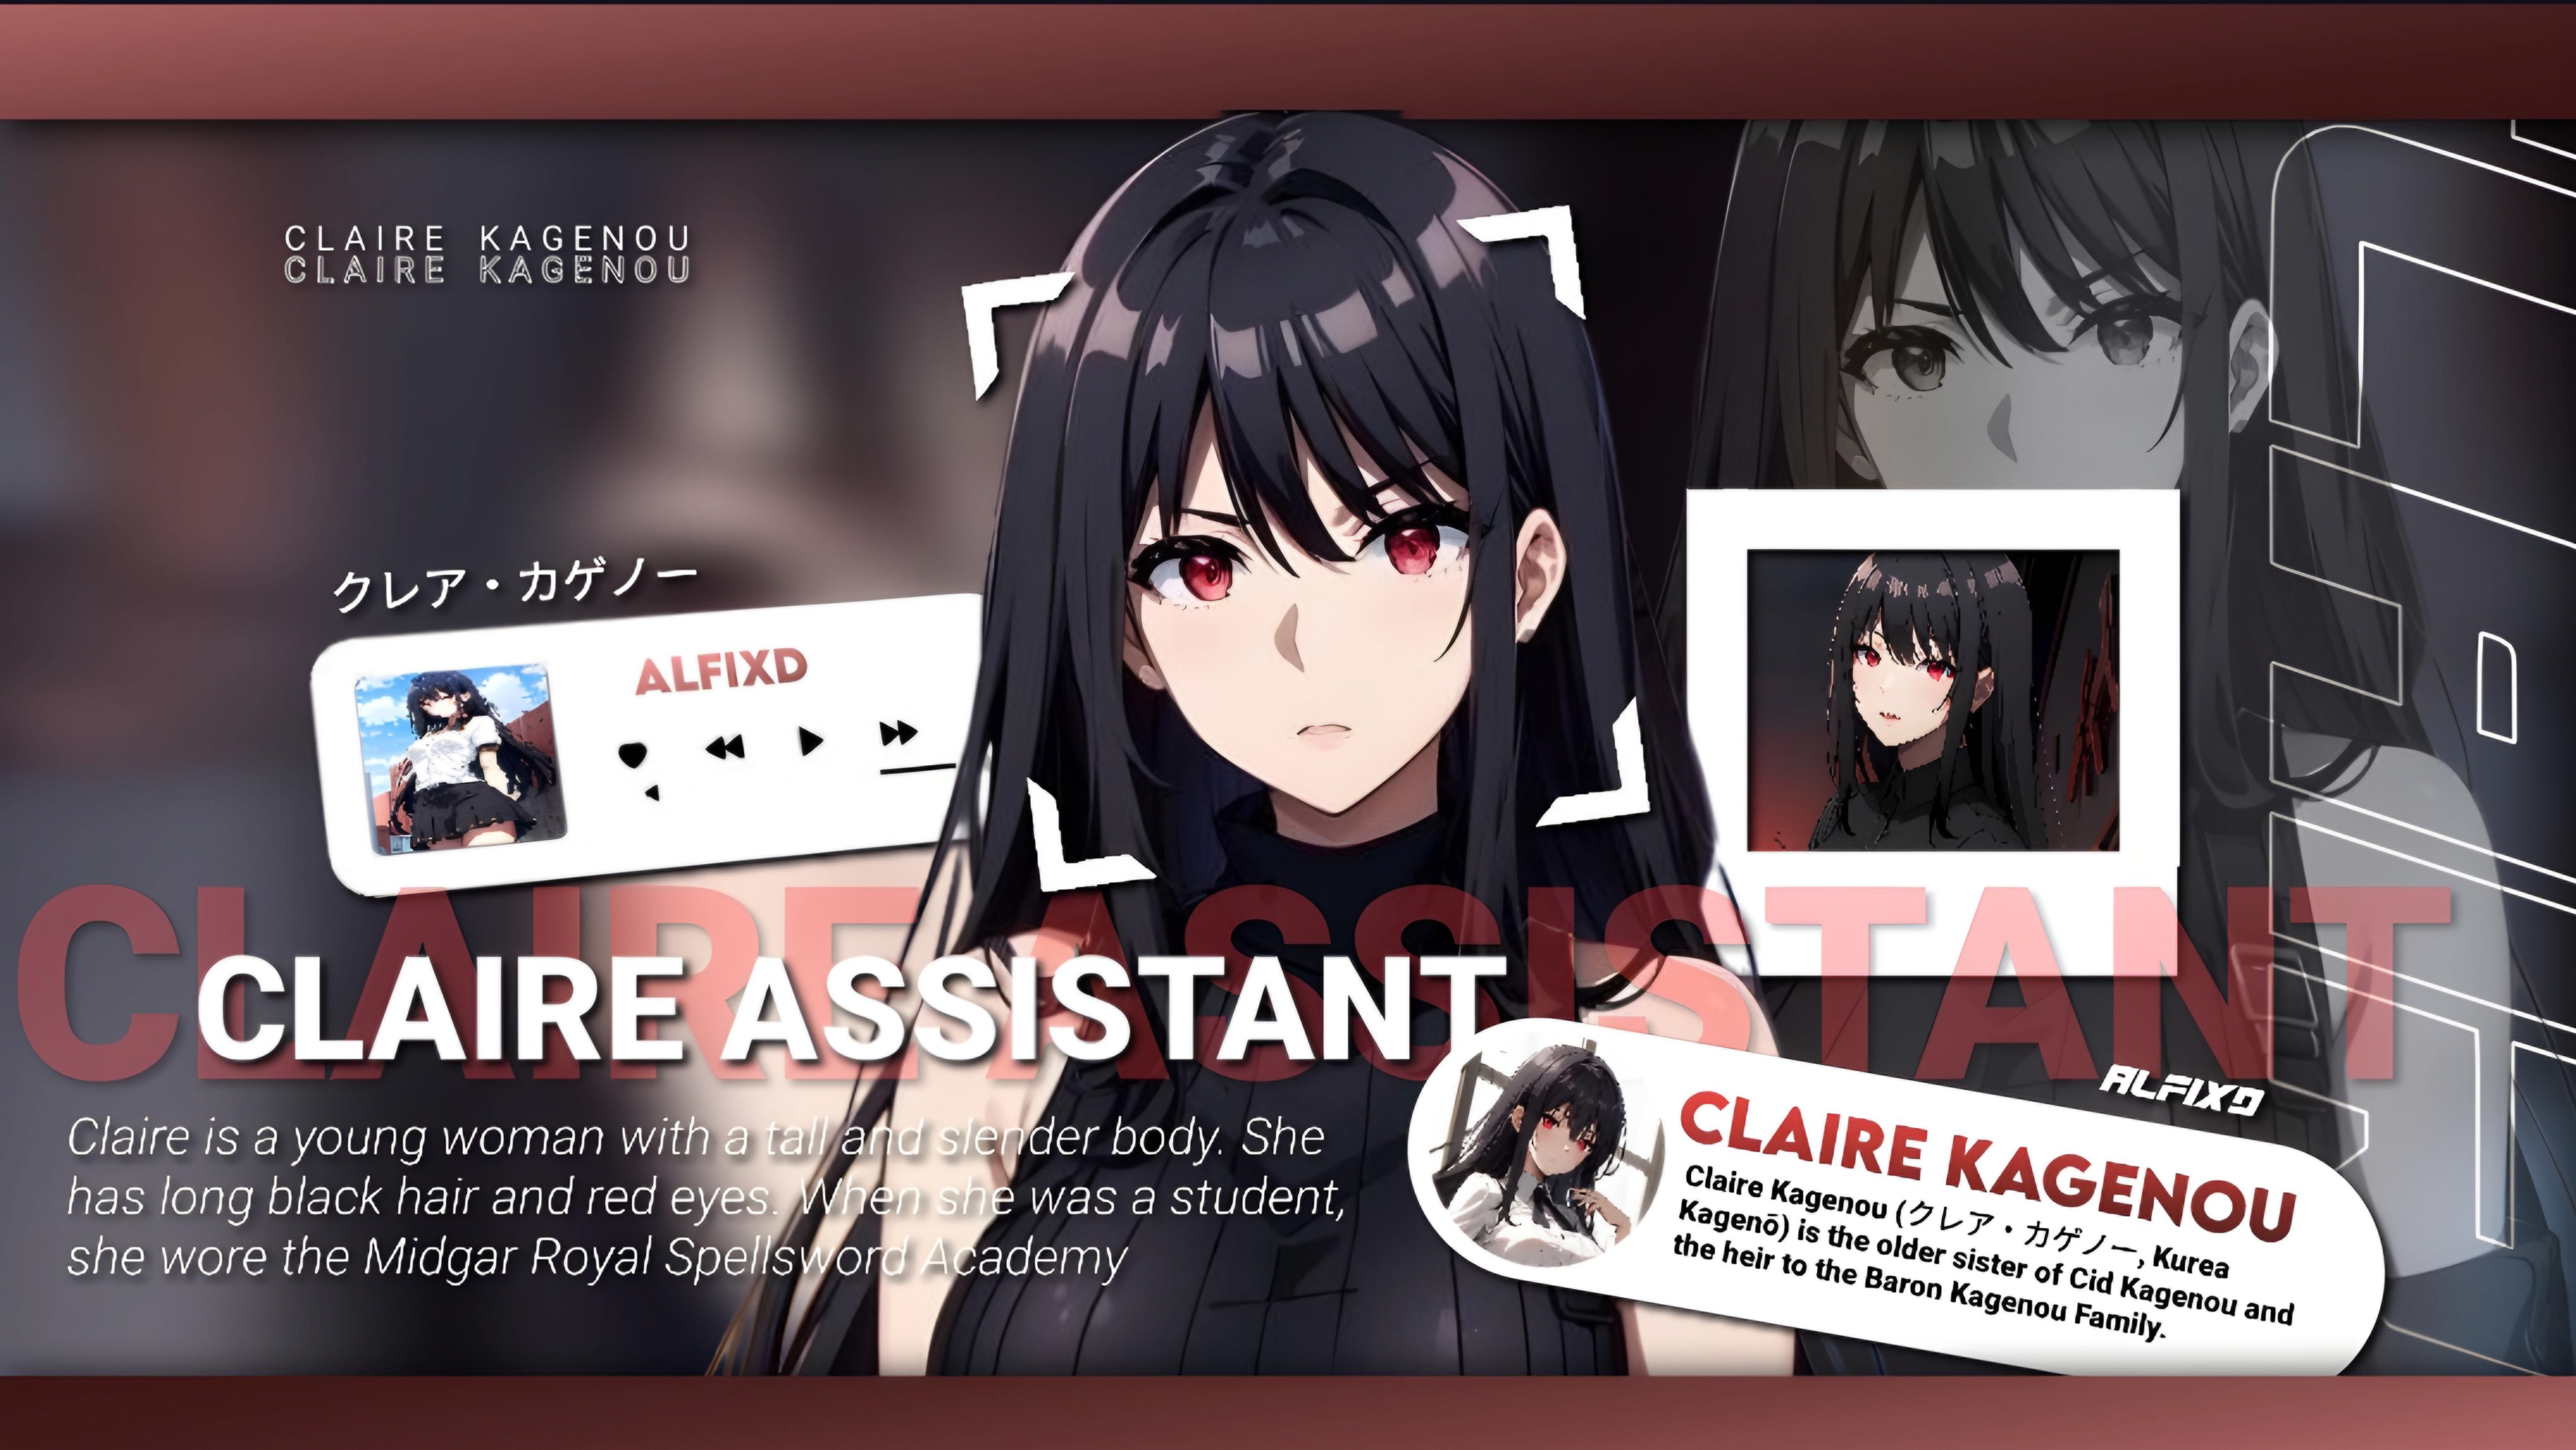 CLAIRE KAGENOU
CLAIRE KAGENOU
クレア・カゲノー
ALFIXD
CLAIRE ASSISTANT
CLAIRE ASSISTANT
Claire is a young woman with a tall and slender body. She
has long black hair and red eyes. When she was a student,
she wore the Midgar Royal Spellsword Academy
ALFIXD
CLAIRE KAGENOU
Claire Kagenou (クレア・カゲノー, Kurea
Kagenō) is the older sister of Cid Kagenou and
the heir to the Baron Kagenou Family.